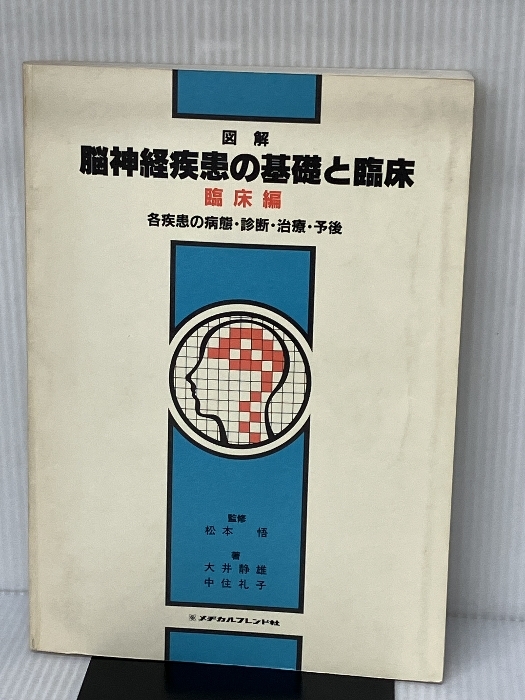 図解
脳神経疾患の基礎と臨床
臨床編
各疾患の病態・診断・治療・予後
監修
松本 悟
著
大井静雄
中住礼子
メヂカルフレンド社